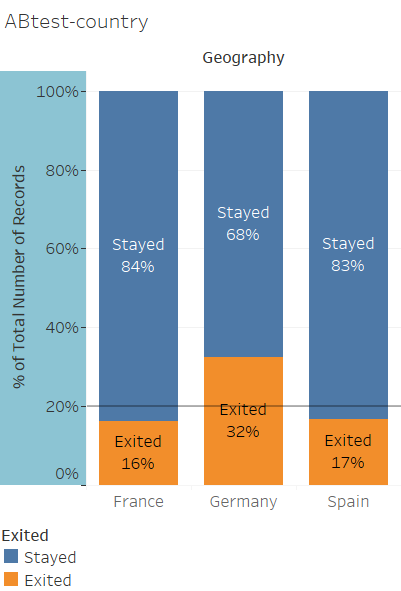 ABtest-country
Geography
% of Total Number of Records
100%
80%
60%
40%
20%
0%
Stayed
84%
Exited
16%
Stayed
68%
Exited
32%
Stayed
83%
Exited
17%
France
Germany
Spain
Exited
Stayed
Exited